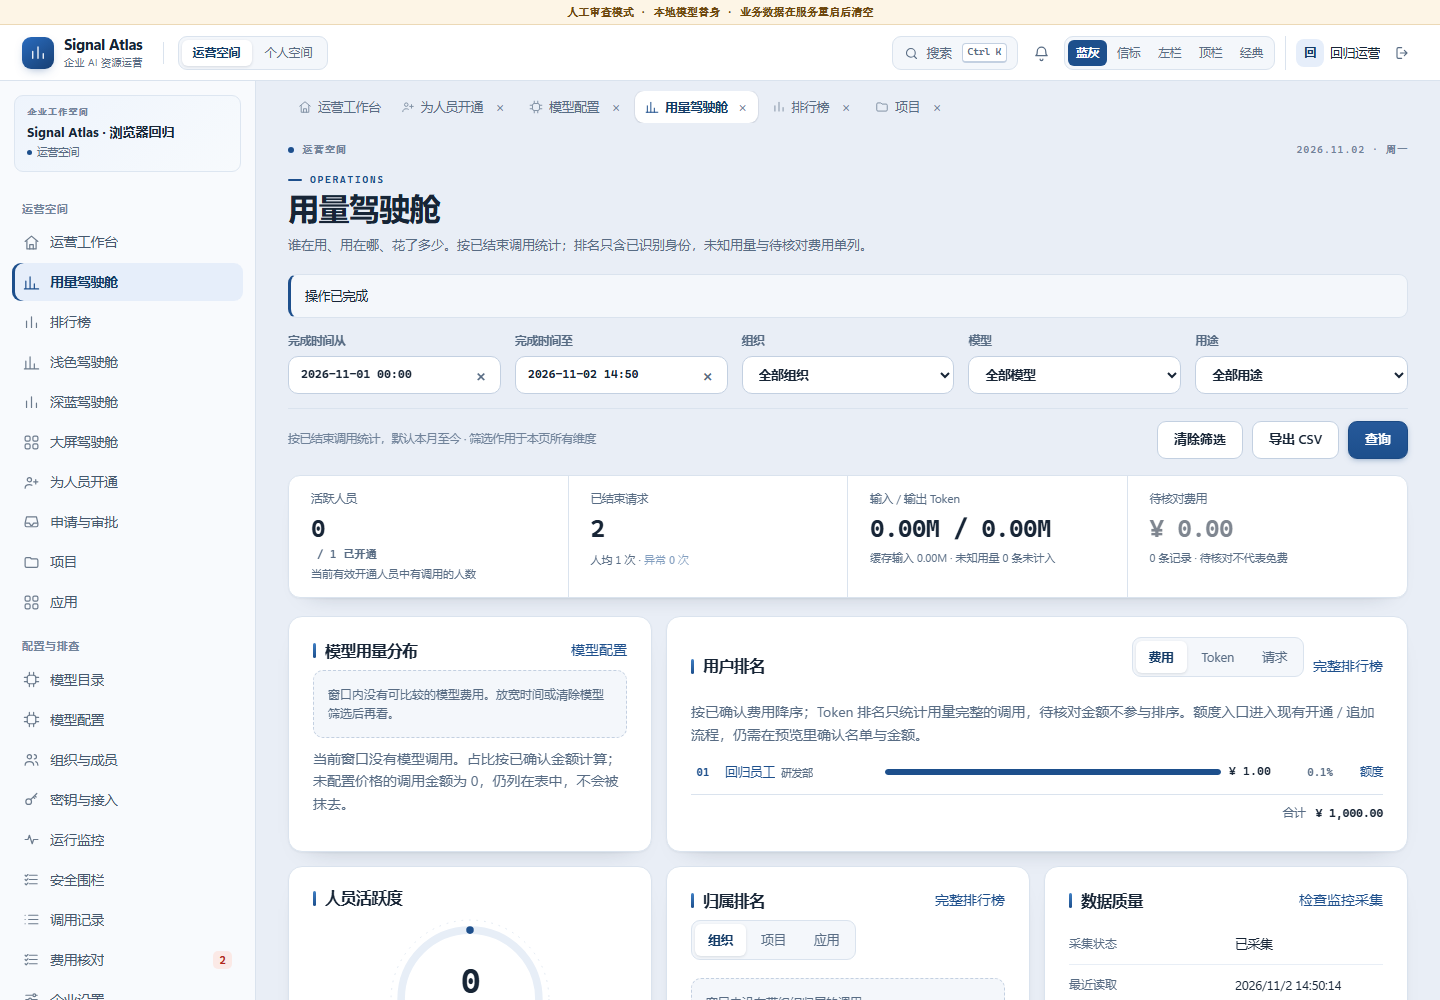 人工审查模式 · 本地模型替身 · 业务数据在服务重启后清空
Signal Atlas
企业 AI 资源运营
运营空间 个人空间
搜索 Ctrl K
蓝灰 信标 左栏 顶栏 经典
回 回归运营
企业工作空间
Signal Atlas · 浏览器回归
运营空间
运营空间
运营工作台
用量驾驶舱
排行榜
浅色驾驶舱
深蓝驾驶舱
大屏驾驶舱
为人员开通
申请与审批
项目
应用
配置与排查
模型目录
模型配置
组织与成员
密钥与接入
运行监控
安全围栏
调用记录
费用核对 2
企业设置
运营工作台 为人员开通 × 模型配置 × 用量驾驶舱 × 排行榜 × 项目 ×
运营空间
2026.11.02 · 周一
OPERATIONS
用量驾驶舱
谁在用、用在哪、花了多少。按已结束调用统计；排名只含已识别身份，未知用量与待核对费用单列。
操作已完成
完成时间从 完成时间至 组织 模型 用途
2026-11-01 00:00 × 2026-11-02 14:50 × 全部组织 全部模型 全部用途
按已结束调用统计，默认本月至今 · 筛选作用于本页所有维度
清除筛选 导出 CSV 查询
活跃人员
0
/ 1 已开通
当前有效开通人员中有调用的人数
已结束请求
2
人均 1 次 · 异常 0 次
输入 / 输出 Token
0.00M / 0.00M
缓存输入 0.00M · 未知用量 0 条未计入
待核对费用
¥ 0.00
0 条记录 · 待核对不代表免费
模型用量分布 模型配置
窗口内没有可比较的模型费用。放宽时间或清除模型
筛选后再看。
当前窗口没有模型调用。占比按已确认金额计算；
未配置价格的调用金额为 0，仍列在表中，不会被
抹去。
用户排名
费用 Token 请求 完整排行榜
按已确认费用降序；Token 排名只统计用量完整的调用，待核对金额不参与排序。额度入口进入现有开通 / 追加
流程，仍需在预览里确认名单与金额。
01 回归员工 研发部 ¥ 1.00 0.1% 额度
合计 ¥ 1,000.00
人员活跃度
0
归属排名 完整排行榜
组织 项目 应用
窗口内没有带组织归属的调用
数据质量 检查监控采集
采集状态 已采集
最近读取 2026/11/2 14:50:14